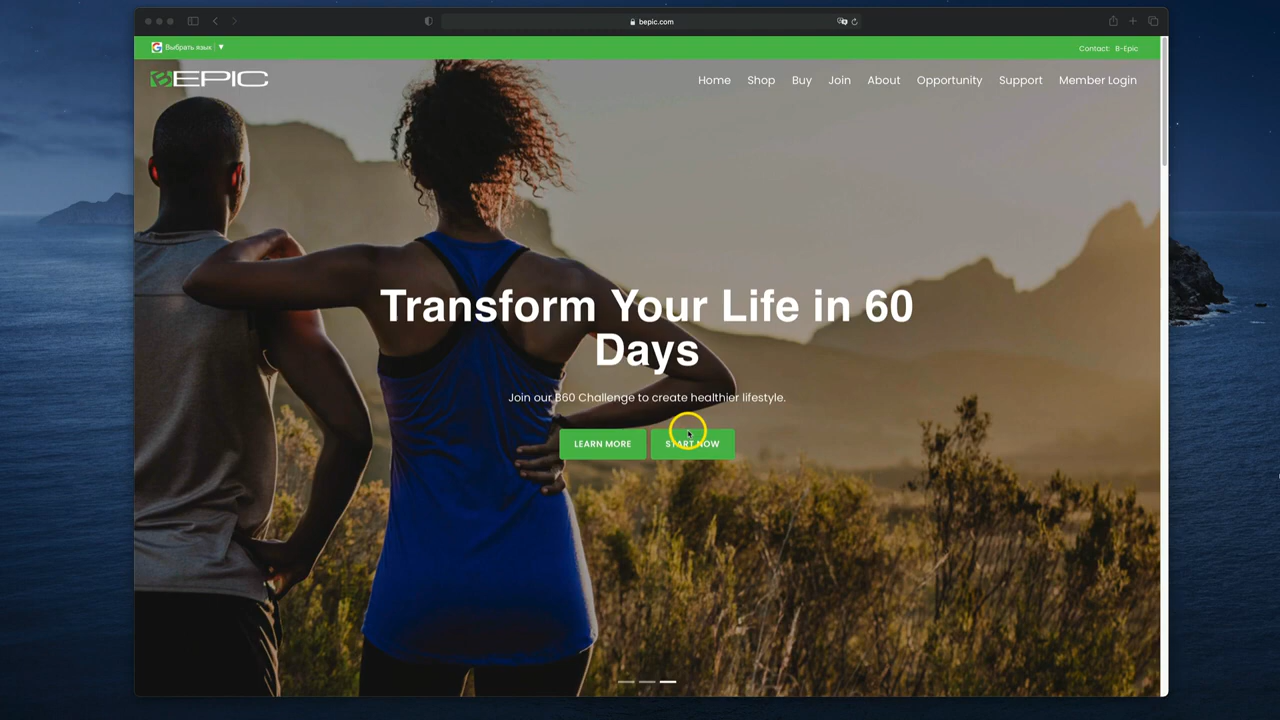 bepic.com
Выбрать язык ▼
Contact: B-Epic
BEPIC
Home Shop Buy Join About Opportunity Support Member Login
Transform Your Life in 60
Days
Join our B60 Challenge to create healthier lifestyle.
LEARN MORE START NOW